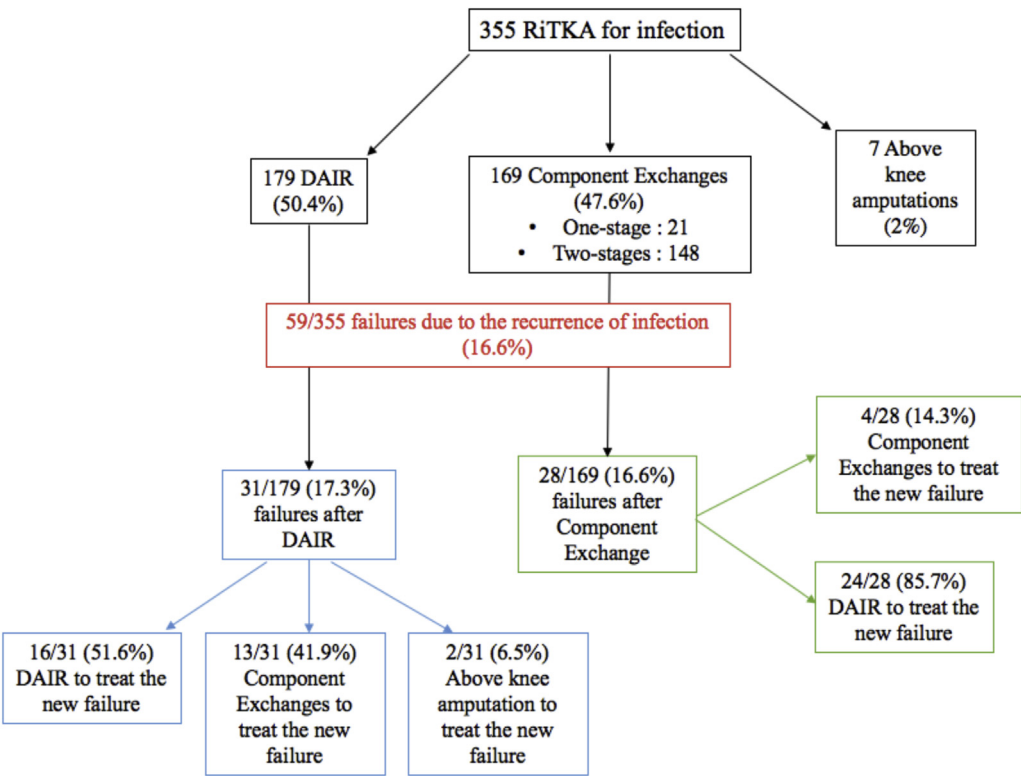 355 RiTKA for infection
179 DAIR
(50.4%)
169 Component Exchanges
(47.6%)
• One-stage : 21
• Two-stages : 148
7 Above
knee
amputations
(2%)
59/355 failures due to the recurrence of infection
(16.6%)
31/179 (17.3%)
failures after
DAIR
28/169 (16.6%)
failures after
Component
Exchange
4/28 (14.3%)
Component
Exchanges to treat
the new failure
24/28 (85.7%)
DAIR to treat the
new failure
16/31 (51.6%)
DAIR to treat the
new failure
13/31 (41.9%)
Component
Exchanges to
treat the new
failure
2/31 (6.5%)
Above knee
amputation to
treat the new
failure